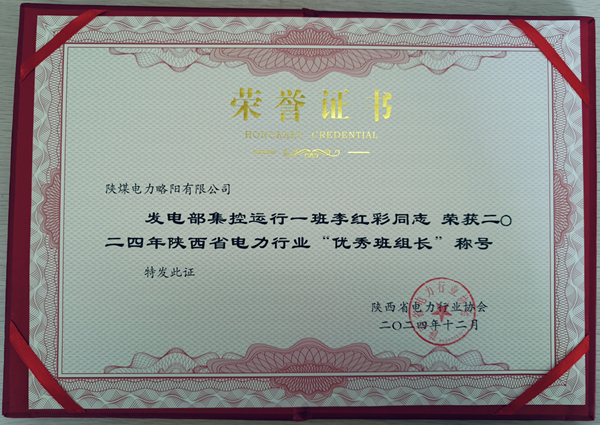 荣誉证书
HONORARY CREDENTIAL
陕煤电力略阳有限公司
发电部集控运行一班李红彩同志 荣获二〇
二四年陕西省电力行业“优秀班组长”称号
特发此证
陕西省电力行业协会
二〇二四年十二月